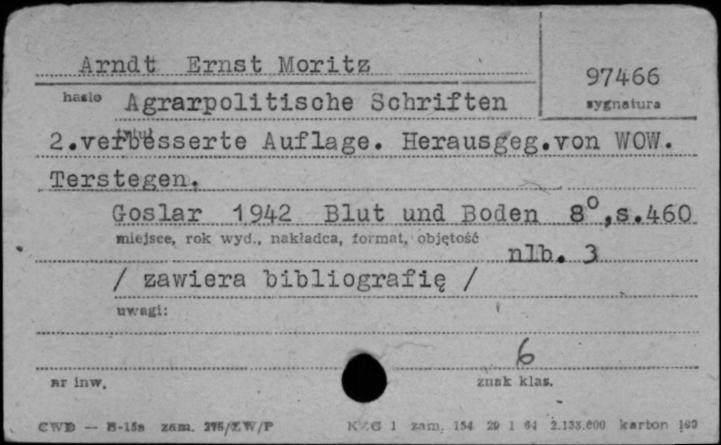 Arndt Ernst Moritz
97466
hasło
Agrarpolitische Schriften
sygnatura
tytuł
2.verbesserte Auflage. Herausgeg.von WOW.
Terstegen.
Goslar 1942 Blut und Boden 8°,s.460
miejsce, rok wyd., nakładca, format, objętość
nlb. 3
/ zawiera bibliografię /
uwagi:
6
nr inw.
znak klas.
CWD — B-15a zam. 275/ZW/P
KZG 1 zam. 154 29 1 64 2.133.000 karton 160